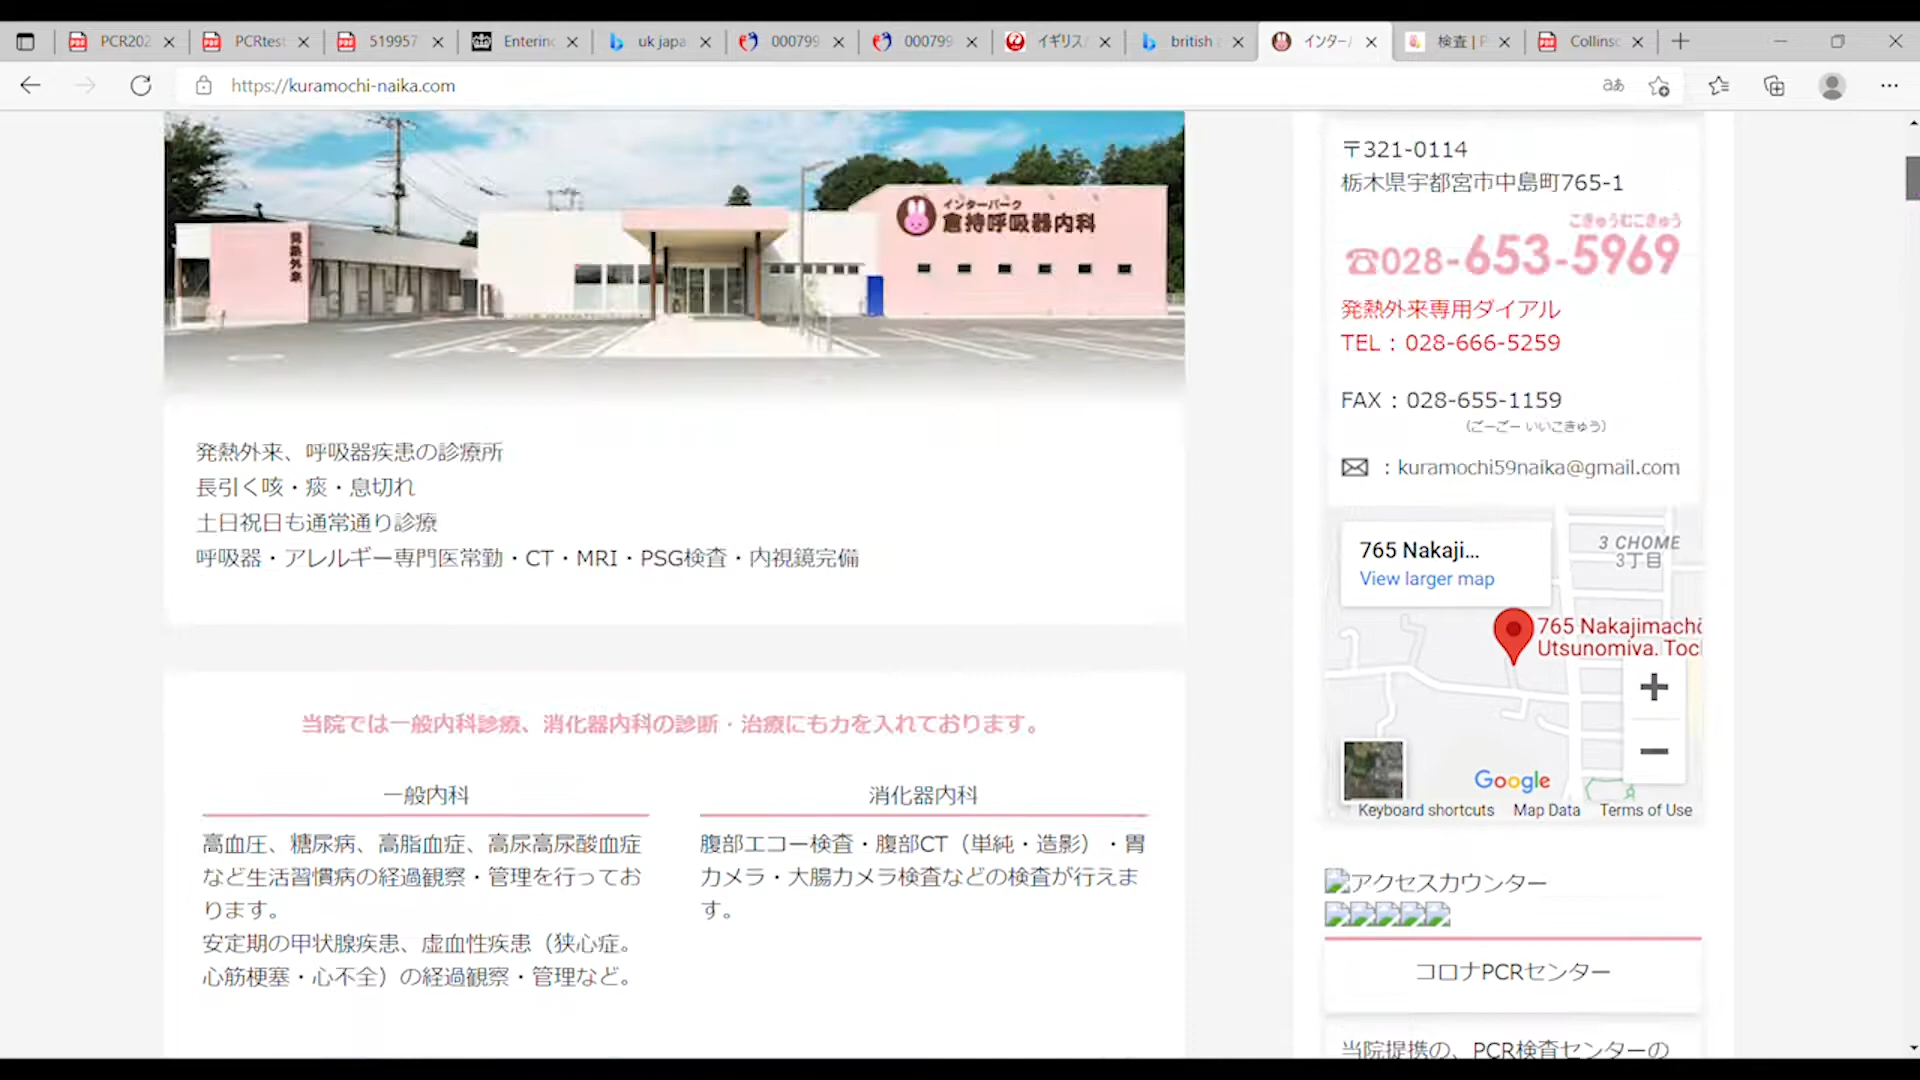 PCR202
PCRtest
519957
Entering
uk japa
000799
000799
イギリス
british
インターパ
検査 | P
Collinso
https://kuramochi-naika.com
インターパーク
倉持呼吸器内科
発熱外来
発熱外来、呼吸器疾患の診療所
長引く咳・痰・息切れ
土日祝日も通常通り診療
呼吸器・アレルギー専門医常勤・CT・MRI・PSG検査・内視鏡完備
当院では一般内科診療、消化器内科の診断・治療にも力を入れております。
一般内科
高血圧、糖尿病、高脂血症、高尿高尿酸血症
など生活習慣病の経過観察・管理を行ってお
ります。
安定期の甲状腺疾患、虚血性疾患（狭心症。
心筋梗塞・心不全）の経過観察・管理など。
消化器内科
腹部エコー検査・腹部CT（単純・造影）・胃
カメラ・大腸カメラ検査などの検査が行えま
す。
〒321-0114
栃木県宇都宮市中島町765-1
こきゅうむこきゅう
☎028-653-5969
発熱外来専用ダイアル
TEL：028-666-5259
FAX：028-655-1159
（ごーごー いいこきゅう）
：kuramochi59naika@gmail.com
765 Nakaji...
View larger map
3 CHOME
3丁目
765 Nakajimachō
Utsunomiya. Toc
Google
Keyboard shortcuts Map Data Terms of Use
アクセスカウンター
コロナPCRセンター
当院提携の、PCR検査センターの